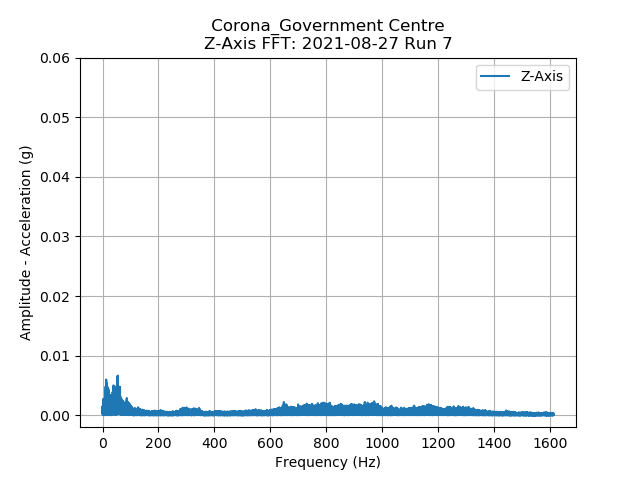 Corona_Government Centre
Z-Axis FFT: 2021-08-27 Run 7
Z-Axis
0.06
0.05
0.04
0.03
0.02
0.01
0.00
Amplitude - Acceleration (g)
0 200 400 600 800 1000 1200 1400 1600
Frequency (Hz)